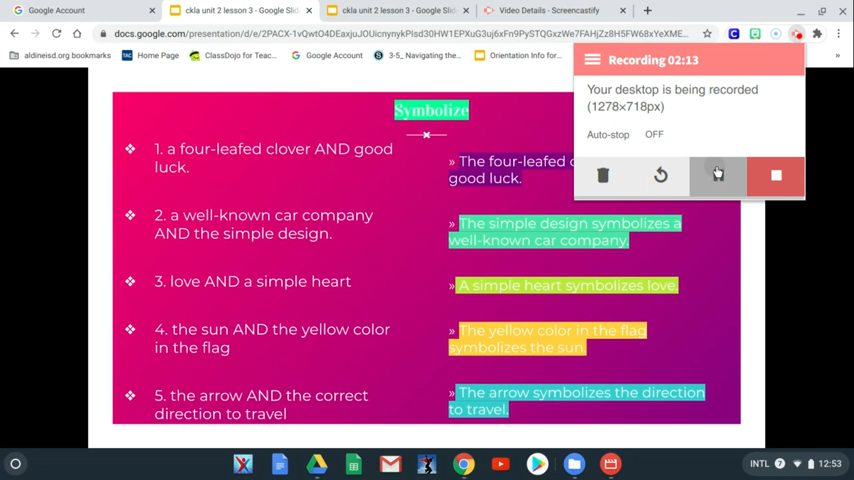 Google Account
ckla unit 2 lesson 3 - Google Slid
ckla unit 2 lesson 3 - Google Slid
Video Details - Screencastify
docs.google.com/presentation/d/e/2PACX-1vQwtO4DEaxjuJOUicnynykPIsd30HW1EPXuG3uj6xFn9PYSTQGxzWe7FAHjZz8H5FW68xYeXME...
aldineisd.org bookmarks
Home Page
ClassDojo for Teac...
Google Account
3-5_ Navigating the...
Orientation Info for...
»
Recording 02:13
Your desktop is being recorded
(1278×718px)
Auto-stop OFF
Symbolize
❖ 1. a four-leafed clover AND good
luck.
❖ 2. a well-known car company
AND the simple design.
❖ 3. love AND a simple heart
❖ 4. the sun AND the yellow color
in the flag
❖ 5. the arrow AND the correct
direction to travel
» The four-leafed c
good luck.
» The simple design symbolizes a
well-known car company.
» A simple heart symbolizes love.
» The yellow color in the flag
symbolizes the sun.
» The arrow symbolizes the direction
to travel.
INTL 7 12:53